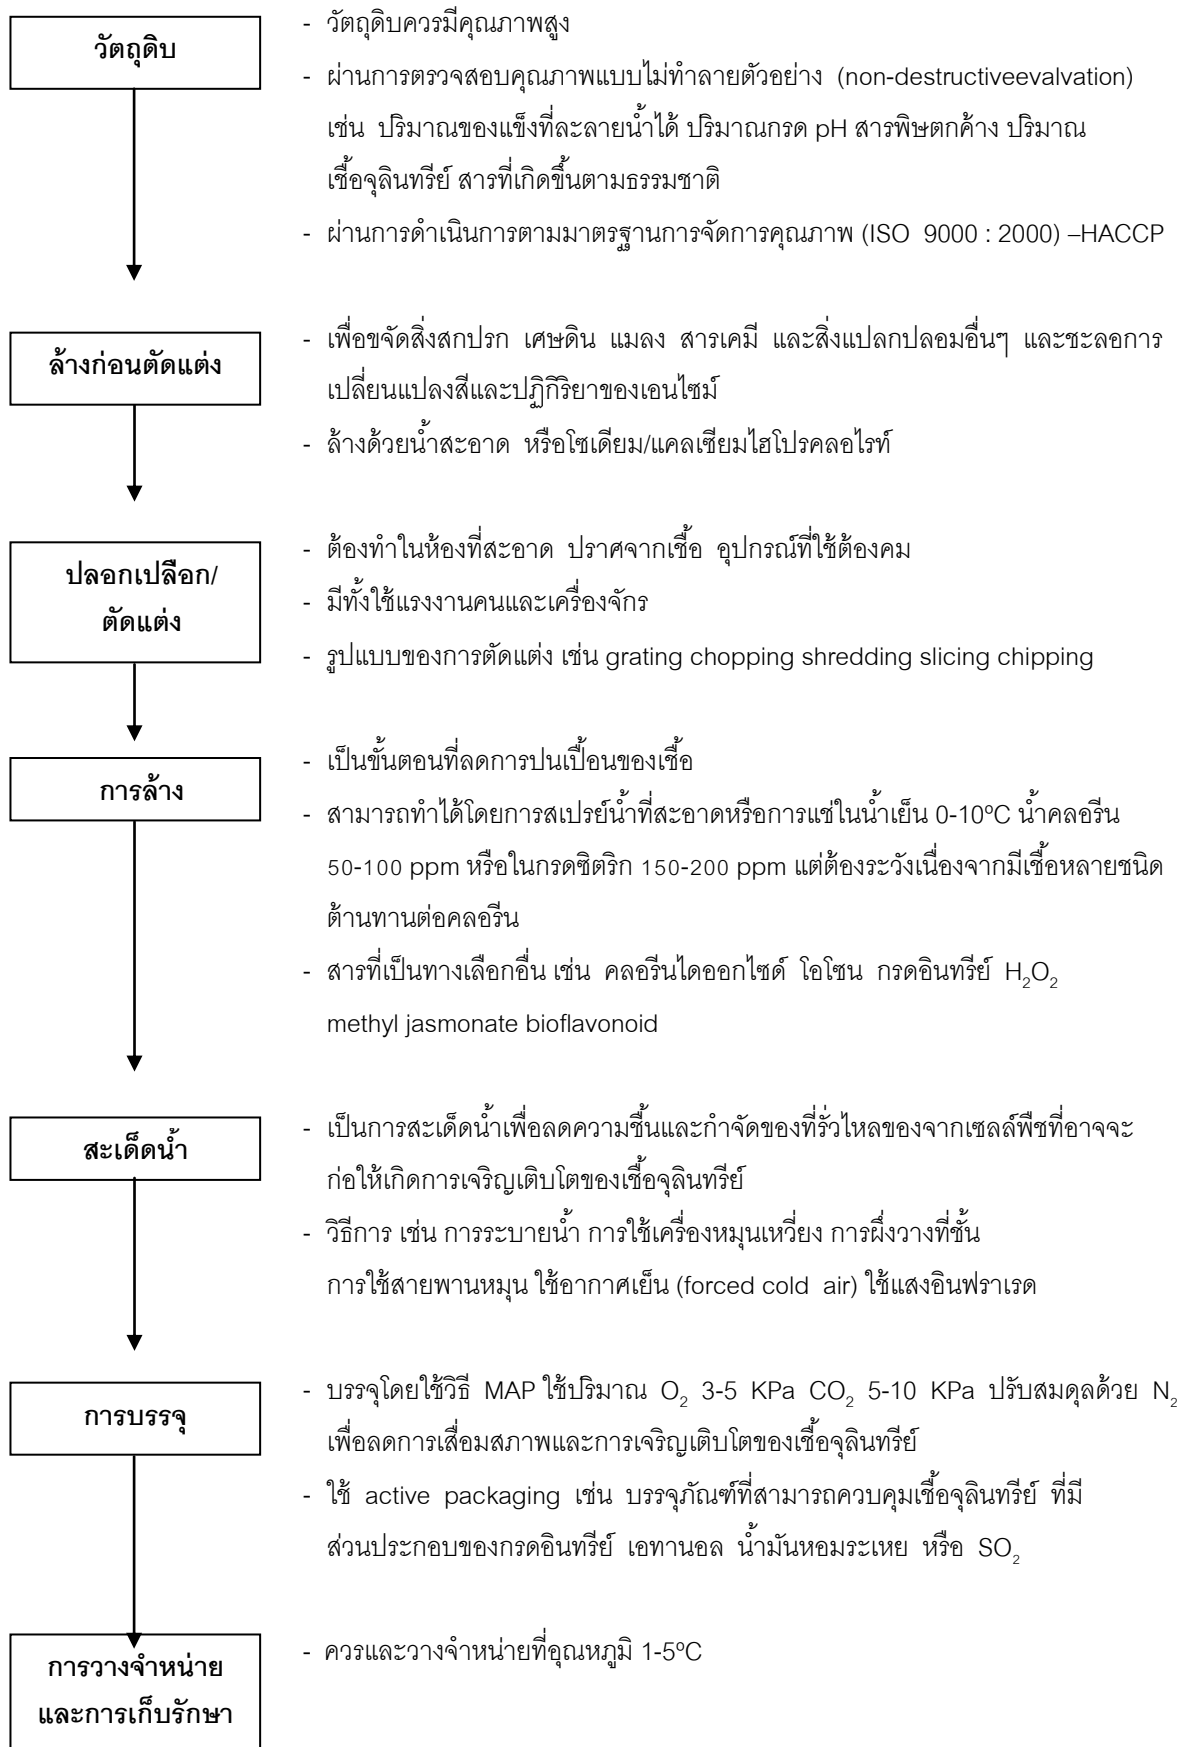 วัตถุดิบ
- วัตถุดิบควรมีคุณภาพสูง
- ผ่านการตรวจสอบคุณภาพแบบไม่ทำลายตัวอย่าง (non-destructiveevalvation)
เช่น ปริมาณของแข็งที่ละลายน้ำได้ ปริมาณกรด pH สารพิษตกค้าง ปริมาณ
เชื้อจุลินทรีย์ สารที่เกิดขึ้นตามธรรมชาติ
- ผ่านการดำเนินการตามมาตรฐานการจัดการคุณภาพ (ISO 9000 : 2000) –HACCP
ล้างก่อนตัดแต่ง
- เพื่อขจัดสิ่งสกปรก เศษดิน แมลง สารเคมี และสิ่งแปลกปลอมอื่นๆ และชะลอการ
เปลี่ยนแปลงสีและปฏิกิริยาของเอนไซม์
- ล้างด้วยน้ำสะอาด หรือโซเดียม/แคลเซียมไฮโปรคลอไรท์
ปลอกเปลือก/
ตัดแต่ง
- ต้องทำในห้องที่สะอาด ปราศจากเชื้อ อุปกรณ์ที่ใช้ต้องคม
- มีทั้งใช้แรงงานคนและเครื่องจักร
- รูปแบบของการตัดแต่ง เช่น grating chopping shredding slicing chipping
การล้าง
- เป็นขั้นตอนที่ลดการปนเปื้อนของเชื้อ
- สามารถทำได้โดยการสเปรย์น้ำที่สะอาดหรือการแช่ในน้ำเย็น 0-10ºC น้ำคลอรีน
50-100 ppm หรือในกรดซิตริก 150-200 ppm แต่ต้องระวังเนื่องจากมีเชื้อหลายชนิด
ต้านทานต่อคลอรีน
- สารที่เป็นทางเลือกอื่น เช่น คลอรีนไดออกไซด์ โอโซน กรดอินทรีย์ H₂O₂
methyl jasmonate bioflavonoid
สะเด็ดน้ำ
- เป็นการสะเด็ดน้ำเพื่อลดความชื้นและกำจัดของที่รั่วไหลของจากเซลล์พืชที่อาจจะ
ก่อให้เกิดการเจริญเติบโตของเชื้อจุลินทรีย์
- วิธีการ เช่น การระบายน้ำ การใช้เครื่องหมุนเหวี่ยง การผึ่งวางที่ชั้น
การใช้สายพานหมุน ใช้อากาศเย็น (forced cold air) ใช้แสงอินฟราเรด
การบรรจุ
- บรรจุโดยใช้วิธี MAP ใช้ปริมาณ O₂ 3-5 KPa CO₂ 5-10 KPa ปรับสมดุลด้วย N₂
เพื่อลดการเสื่อมสภาพและการเจริญเติบโตของเชื้อจุลินทรีย์
- ใช้ active packaging เช่น บรรจุภัณฑ์ที่สามารถควบคุมเชื้อจุลินทรีย์ ที่มี
ส่วนประกอบของกรดอินทรีย์ เอทานอล น้ำมันหอมระเหย หรือ SO₂
การวางจำหน่าย
และการเก็บรักษา
- ควรและวางจำหน่ายที่อุณหภูมิ 1-5ºC